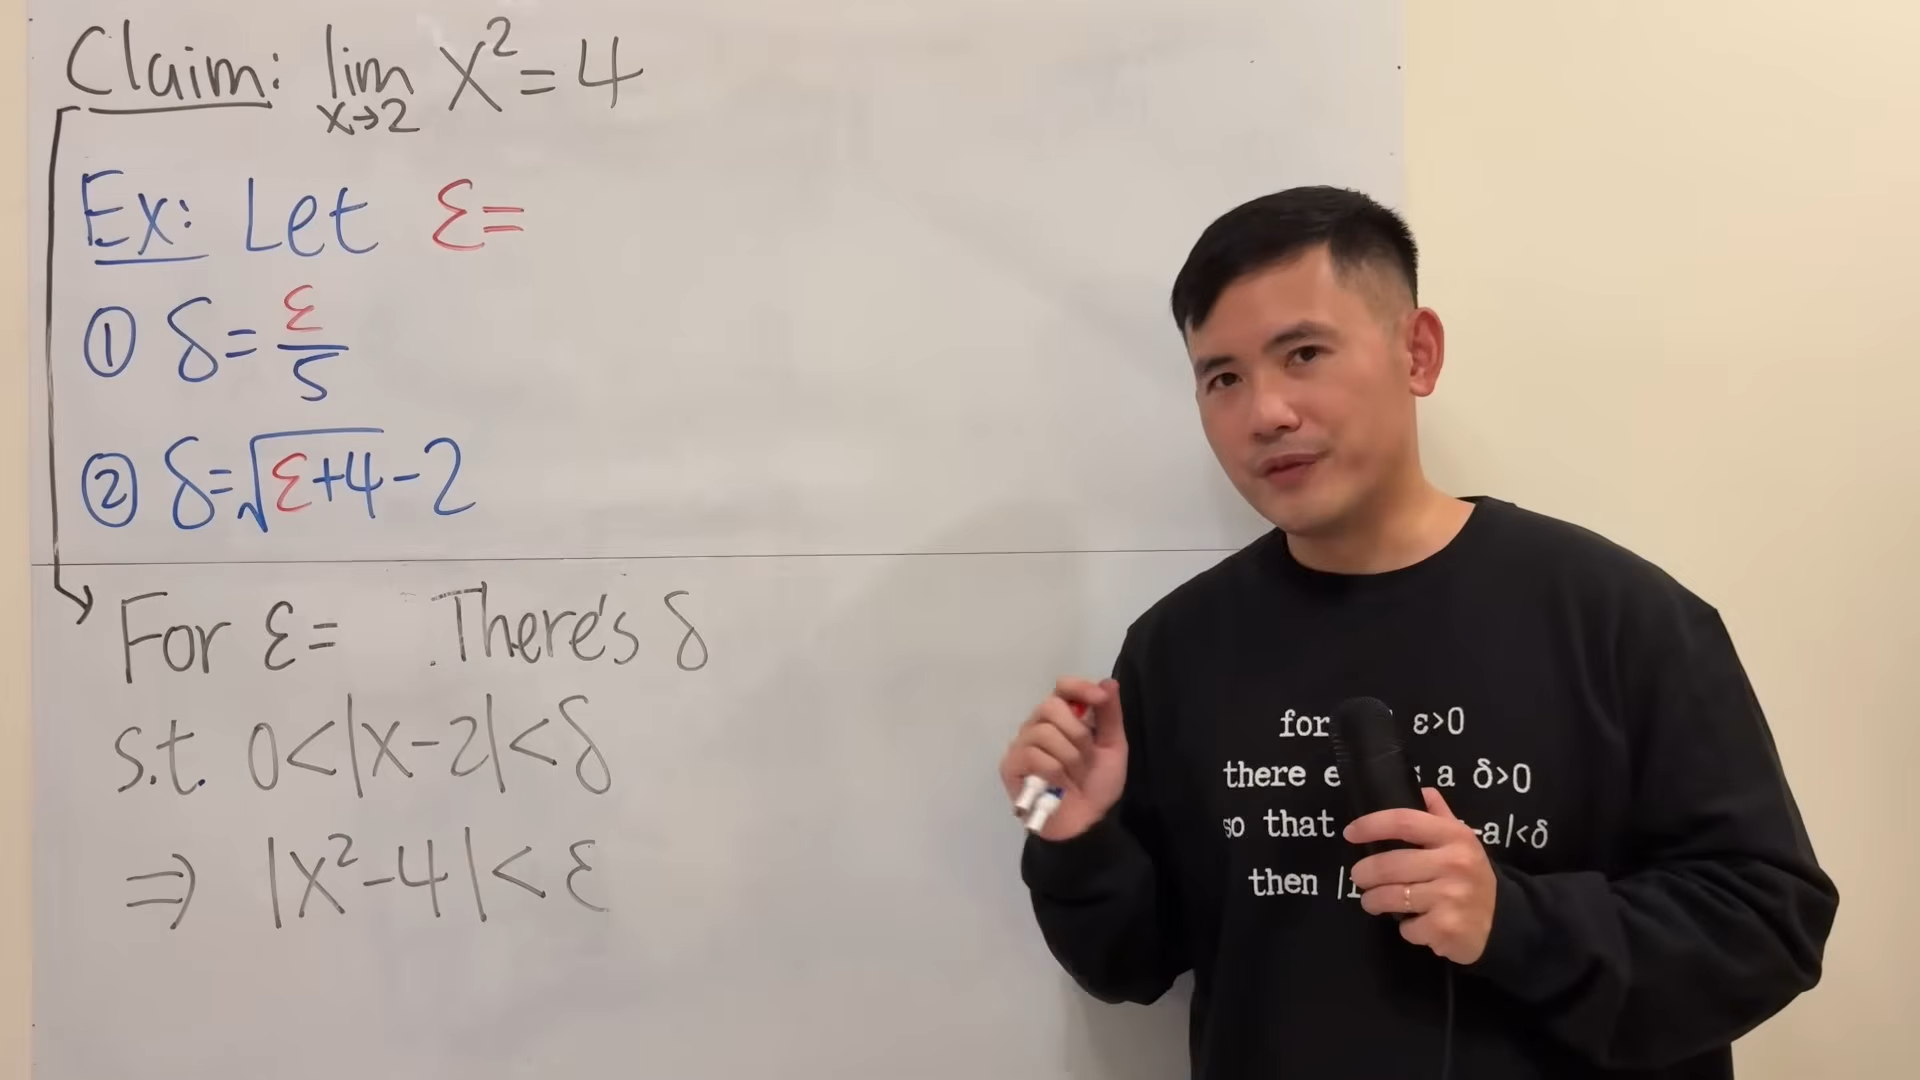 Claim: lim x→2 x² = 4
Ex: Let ε=
① δ = ε/5
② δ=√(ε+4) - 2
For ε= . There's δ
s.t. 0<|x-2|<δ
⇒ |x²-4|<ε
for ε>0
there a δ>0
so that -a|<δ
then |